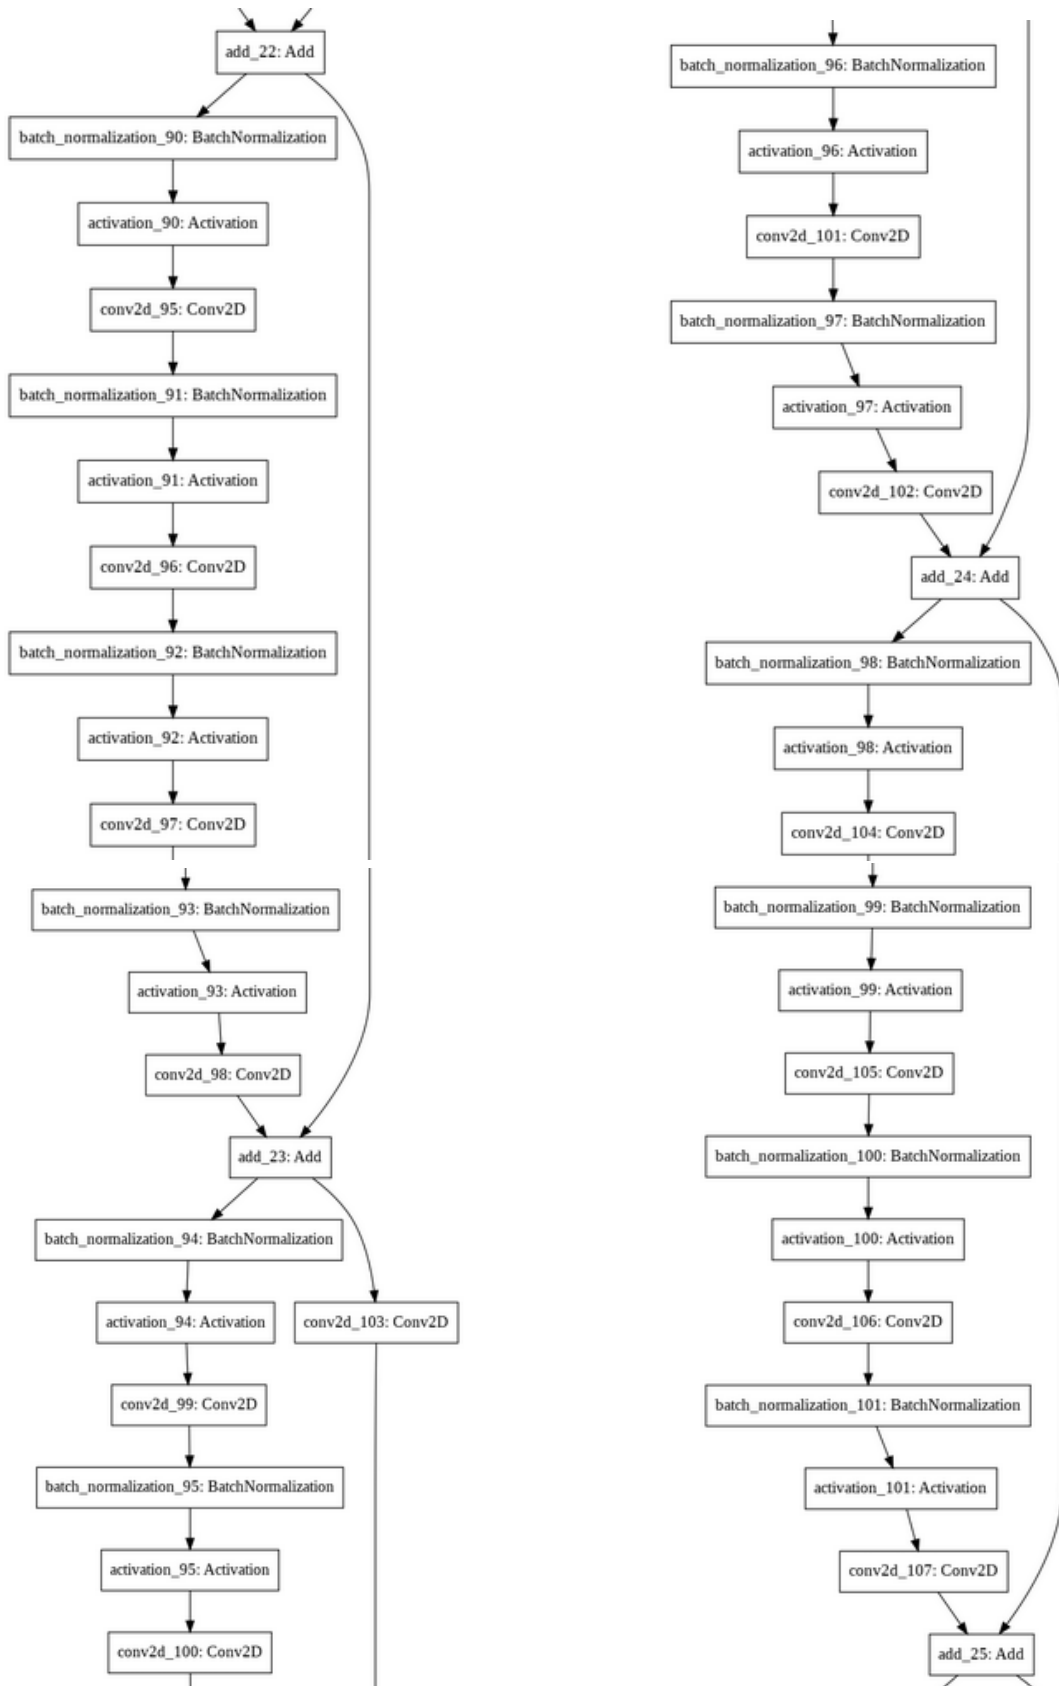 add_22: Add
batch_normalization_90: BatchNormalization
activation_90: Activation
conv2d_95: Conv2D
batch_normalization_91: BatchNormalization
activation_91: Activation
conv2d_96: Conv2D
batch_normalization_92: BatchNormalization
activation_92: Activation
conv2d_97: Conv2D
batch_normalization_93: BatchNormalization
activation_93: Activation
conv2d_98: Conv2D
add_23: Add
batch_normalization_94: BatchNormalization
activation_94: Activation
conv2d_103: Conv2D
conv2d_99: Conv2D
batch_normalization_95: BatchNormalization
activation_95: Activation
conv2d_100: Conv2D
batch_normalization_96: BatchNormalization
activation_96: Activation
conv2d_101: Conv2D
batch_normalization_97: BatchNormalization
activation_97: Activation
conv2d_102: Conv2D
add_24: Add
batch_normalization_98: BatchNormalization
activation_98: Activation
conv2d_104: Conv2D
batch_normalization_99: BatchNormalization
activation_99: Activation
conv2d_105: Conv2D
batch_normalization_100: BatchNormalization
activation_100: Activation
conv2d_106: Conv2D
batch_normalization_101: BatchNormalization
activation_101: Activation
conv2d_107: Conv2D
add_25: Add